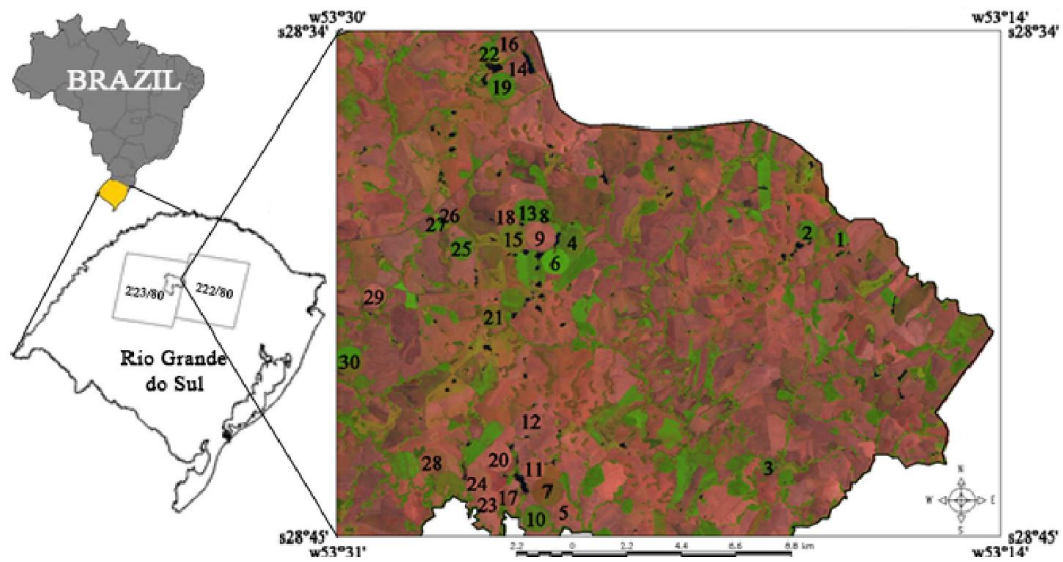 w53°30' w53°14'
s28°34' s28°34'
BRAZIL
16
22
14
19
26
27
18
13
8
15
9
4
25
6
2
1
223/80
222/80
29
21
Rio Grande
do Sul
30
12
28
20
11
3
24
17
7
23
10
5
N
W E
S
s28°45' s28°45'
w53°31' w53°14'
2.2 0 2.2 4.4 6.6 8.8 km